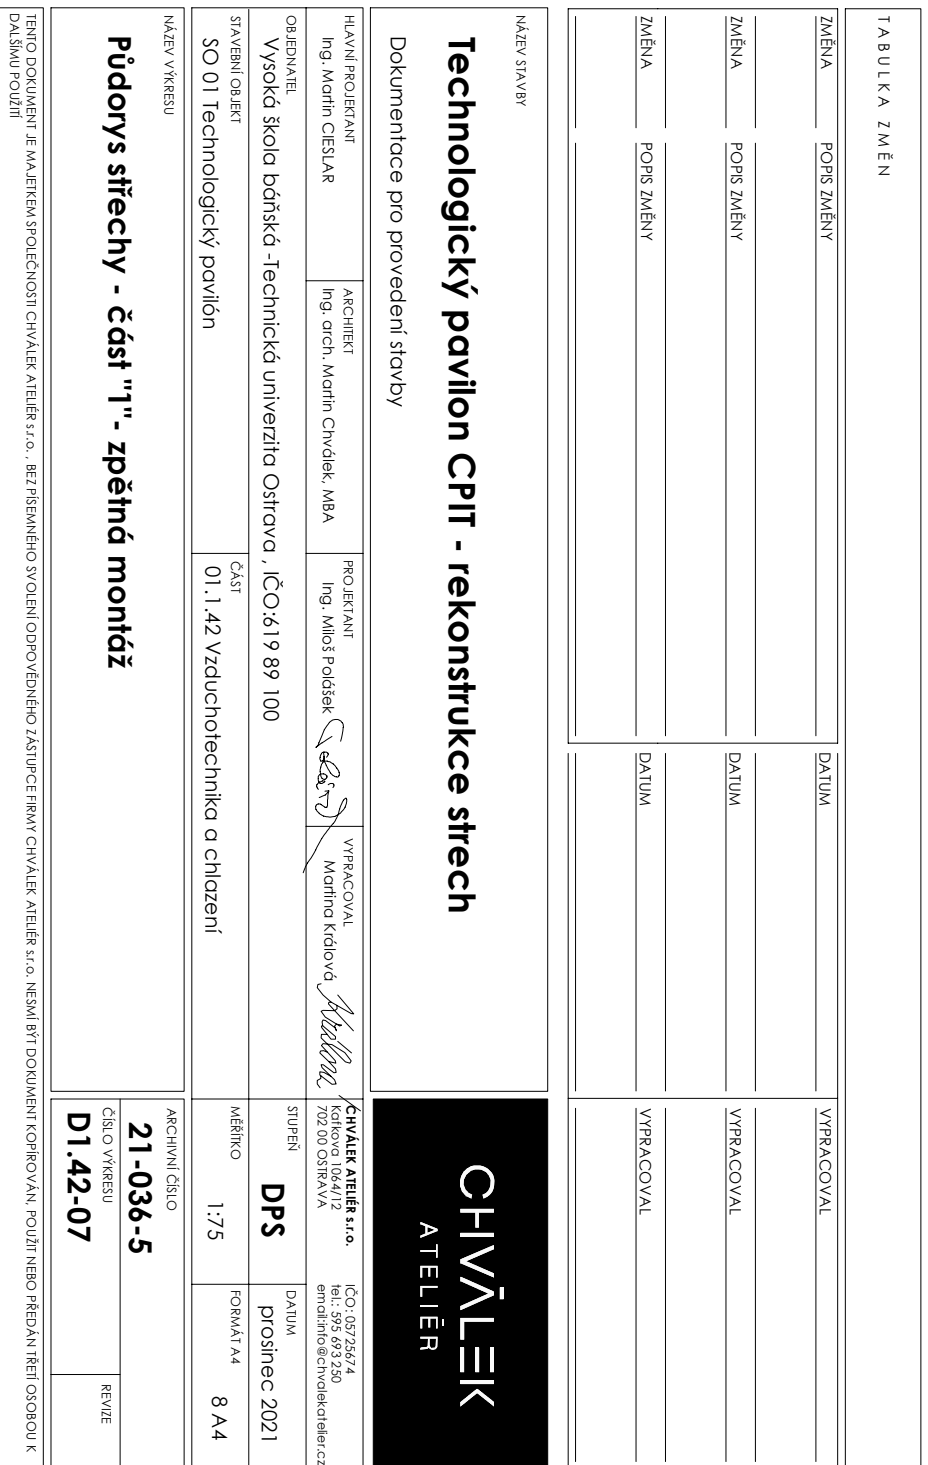 TABULKA ZMĚN
ZMĚNA POPIS ZMĚNY DATUM VYPRACOVAL
ZMĚNA POPIS ZMĚNY DATUM VYPRACOVAL
ZMĚNA POPIS ZMĚNY DATUM VYPRACOVAL
NÁZEV STAVBY
Technologický pavilon CPIT - rekonstrukce strech
Dokumentace pro provedení stavby
CHVÁLEK
ATELIÉR
HLAVNÍ PROJEKTANT
Ing. Martin CIESLAR
ARCHITEKT
Ing. arch. Martin Chválek, MBA
PROJEKTANT
Ing. Miloš Polášek
VYPRACOVAL
Martina Králová
CHVÁLEK ATELIÉR s.r.o.
Kafkova 1064/12
702 00 OSTRAVA
IČO: 05725674
tel.: 595 693 250
email:info@chvalekatelier.cz
OBJEDNATEL
Vysoká škola báňská -Technická univerzita Ostrava , IČO:619 89 100
STUPEŇ
DPS
DATUM
prosinec 2021
STAVEBNÍ OBJEKT
SO 01 Technologický pavilón
ČÁST
01.1.42 Vzduchotechnika a chlazení
MĚŘÍTKO
1:75
FORMÁT A4
8 A4
NÁZEV VÝKRESU
Půdorys střechy - část "1"- zpětná montáž
ARCHIVNÍ ČÍSLO
21-036-5
ČÍSLO VÝKRESU
D1.42-07
REVIZE
TENTO DOKUMENT JE MAJETKEM SPOLEČNOSTI CHVÁLEK ATELIÉR s.r.o. , BEZ PÍSEMNÉHO SVOLENÍ ODPOVĚDNÉHO ZÁSTUPCE FIRMY CHVÁLEK ATELIÉR s.r.o. NESMÍ BÝT DOKUMENT KOPÍROVÁN, POUŽIT NEBO PŘEDÁN TŘETÍ OSOBOU K
DALŠÍMU POUŽITÍ